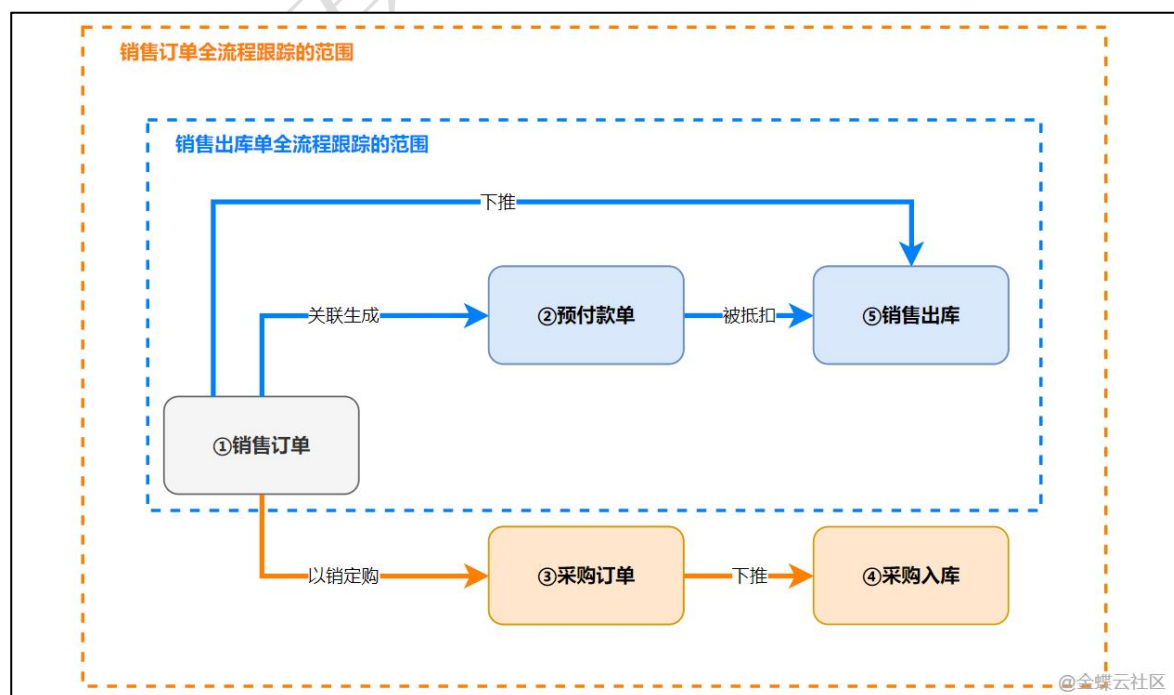 销售订单全流程跟踪的范围
销售出库单全流程跟踪的范围
下推
关联生成
②预付款单
被抵扣
⑤销售出库
①销售订单
以销定购
③采购订单
下推
④采购入库
@金蝶云社区